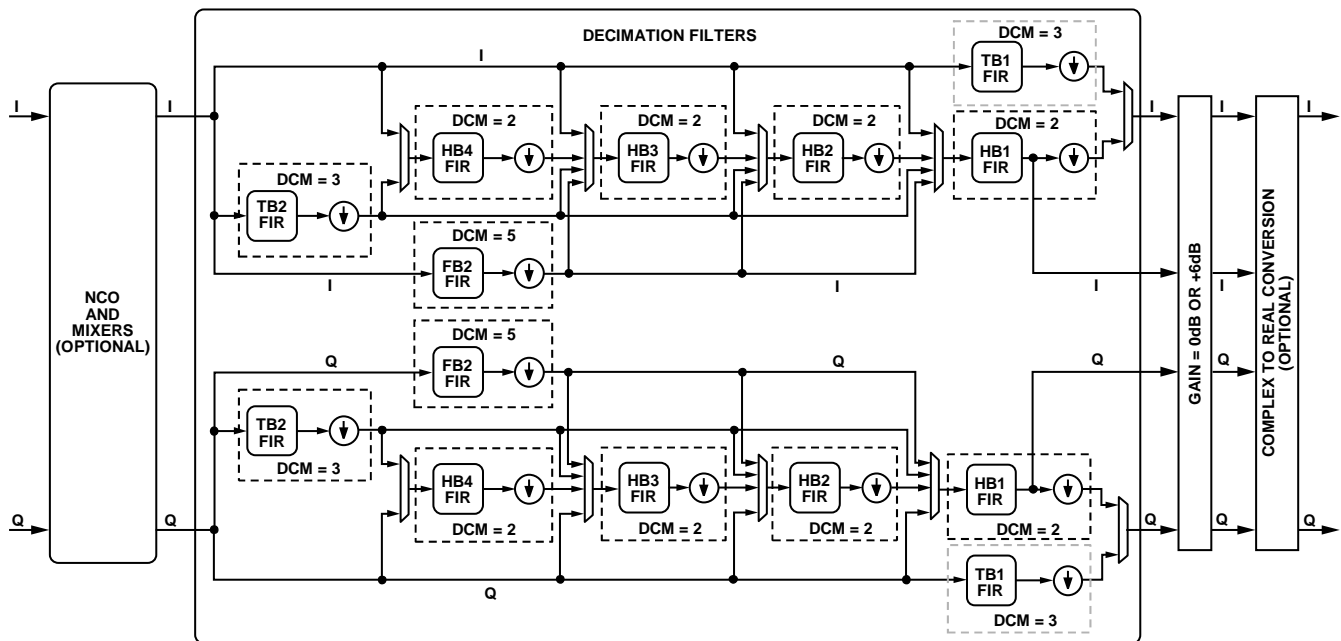 DECIMATION FILTERS
DCM = 3
I
TB1
FIR
I
I
I
I
I
I
DCM = 2
DCM = 2
DCM = 2
DCM = 2
HB4
FIR
HB3
FIR
HB2
FIR
HB1
FIR
DCM = 3
TB2
FIR
DCM = 5
FB2
FIR
I
I
I
NCO
AND
MIXERS
(OPTIONAL)
GAIN = 0dB OR +6dB
COMPLEX TO REAL CONVERSION
(OPTIONAL)
DCM = 5
Q
FB2
FIR
Q
Q
Q
TB2
FIR
DCM = 3
HB4
FIR
HB3
FIR
HB2
FIR
HB1
FIR
DCM = 2
DCM = 2
DCM = 2
DCM = 2
Q
Q
Q
Q
Q
Q
TB1
FIR
DCM = 3